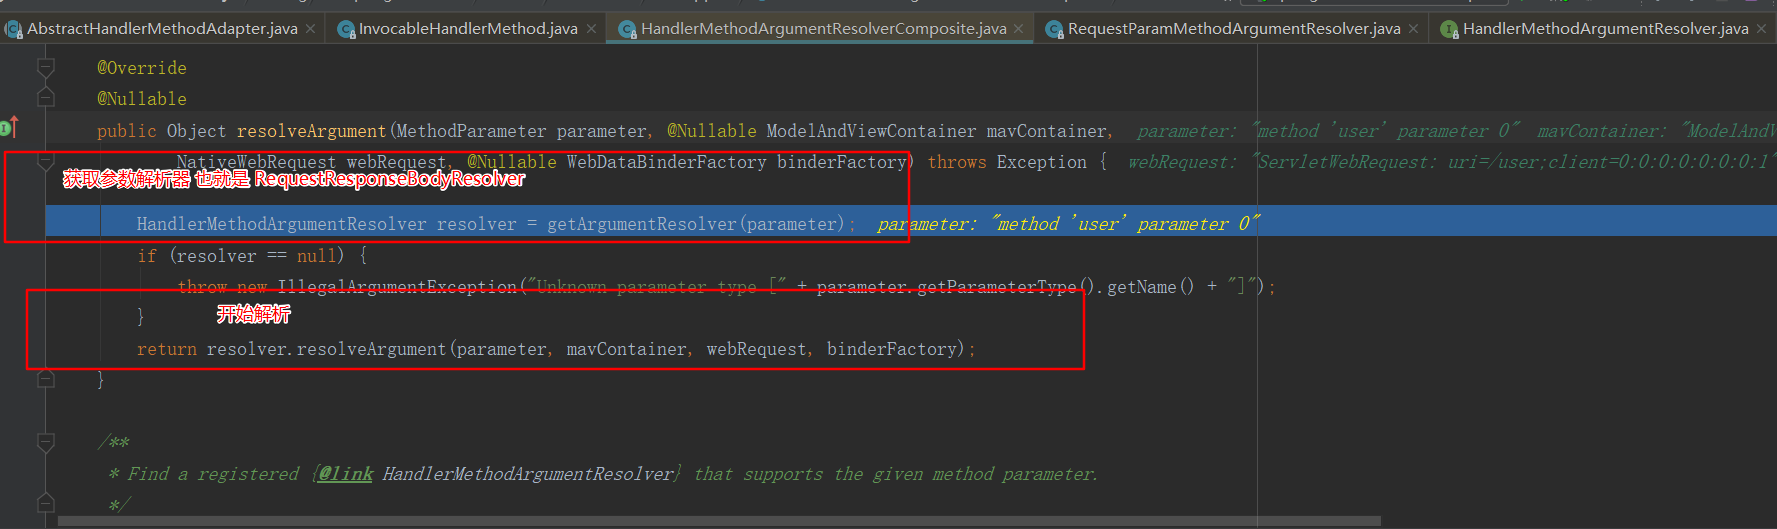 AbstractHandlerMethodAdapter.java InvocableHandlerMethod.java HandlerMethodArgumentResolverComposite.java RequestParamMethodArgumentResolver.java HandlerMethodArgumentResolver.java
@Override
@Nullable
public Object resolveArgument(MethodParameter parameter, @Nullable ModelAndViewContainer mavContainer, parameter: "method 'user' parameter 0" mavContainer: "ModelAndV
NativeWebRequest webRequest, @Nullable WebDataBinderFactory binderFactory) throws Exception { webRequest: "ServletWebRequest: uri=/user;client=0:0:0:0:0:0:0:1"
获取参数解析器 也就是 RequestResponseBodyResolver
HandlerMethodArgumentResolver resolver = getArgumentResolver(parameter); parameter: "method 'user' parameter 0"
if (resolver == null) {
throw new IllegalArgumentException("Unknown parameter type [" + parameter.getParameterType().getName() + "]");
}
开始解析
return resolver.resolveArgument(parameter, mavContainer, webRequest, binderFactory);
}
/**
* Find a registered {@link HandlerMethodArgumentResolver} that supports the given method parameter.
*/